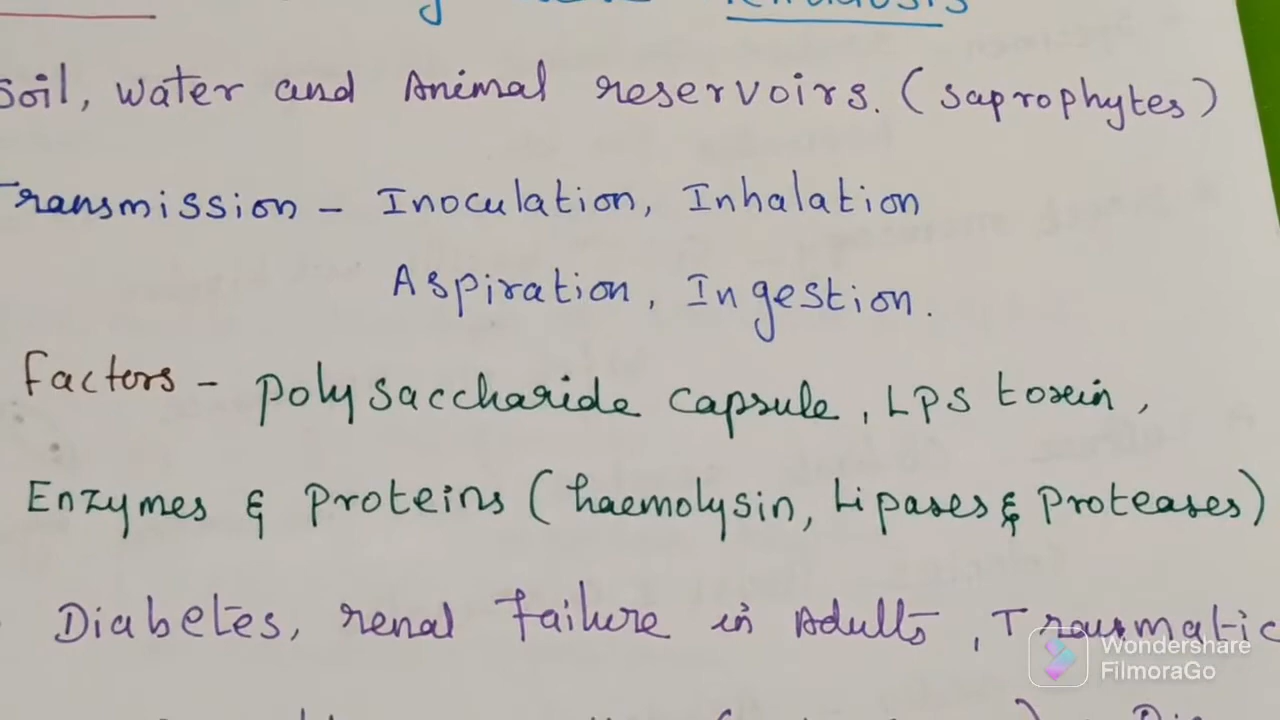 Soil, water and Animal reservoirs. (saprophytes)
Transmission - Inoculation, Inhalation
Aspiration, Ingestion.
Factors - Polysaccharide capsule, LPS toxin,
Enzymes & Proteins (haemolysin, Lipases & Proteases)
Diabetes, renal failure in Adults, Traumatic
Wondershare
FilmoraGo